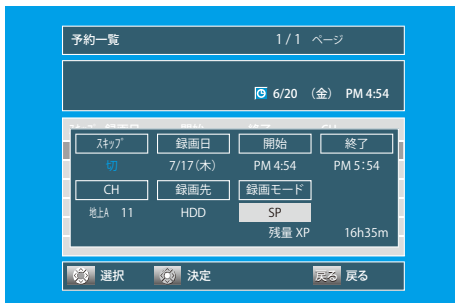 予約一覧 1/1 ページ
6/20 (金) PM 4:54
スキップ 録画日 開始 終了
切 7/17(木) PM 4:54 PM 5:54
CH 録画先 録画モード
地上A 11 HDD SP
残量 XP 16h35m
選択 決定 戻る 戻る